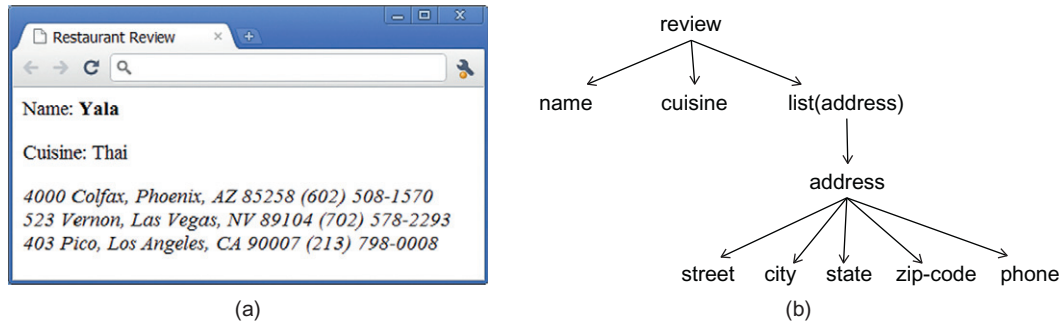 Restaurant Review
Name: Yala
Cuisine: Thai
4000 Colfax, Phoenix, AZ 85258 (602) 508-1570
523 Vernon, Las Vegas, NV 89104 (702) 578-2293
403 Pico, Los Angeles, CA 90007 (213) 798-0008
(a)
review
name cuisine list(address)
address
street city state zip-code phone
(b)